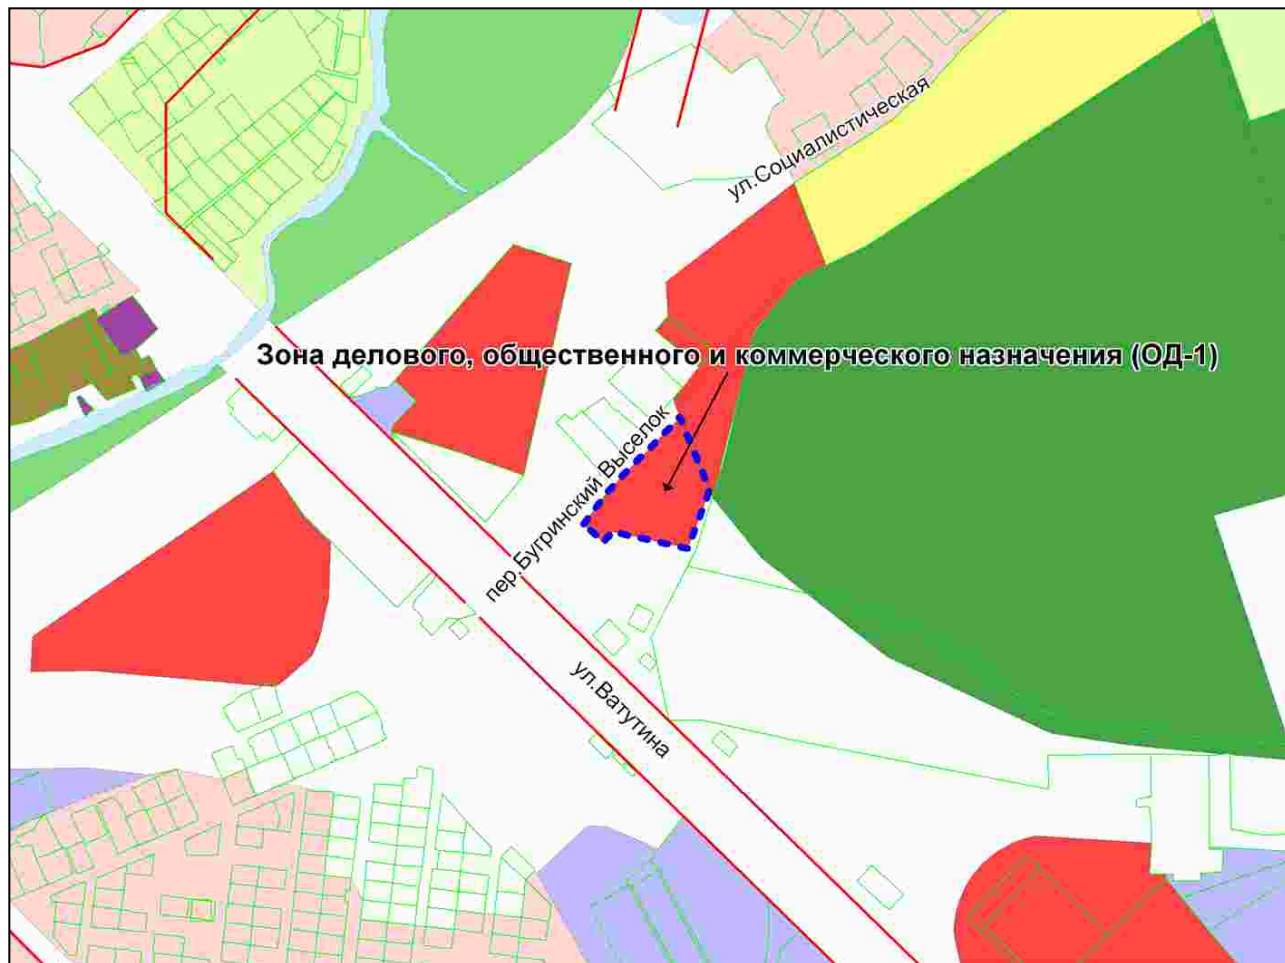 ул.Социалистическая
Зона делового, общественного и коммерческого назначения (ОД-1)
пер.Бугринский Выселок
ул.Ватутина